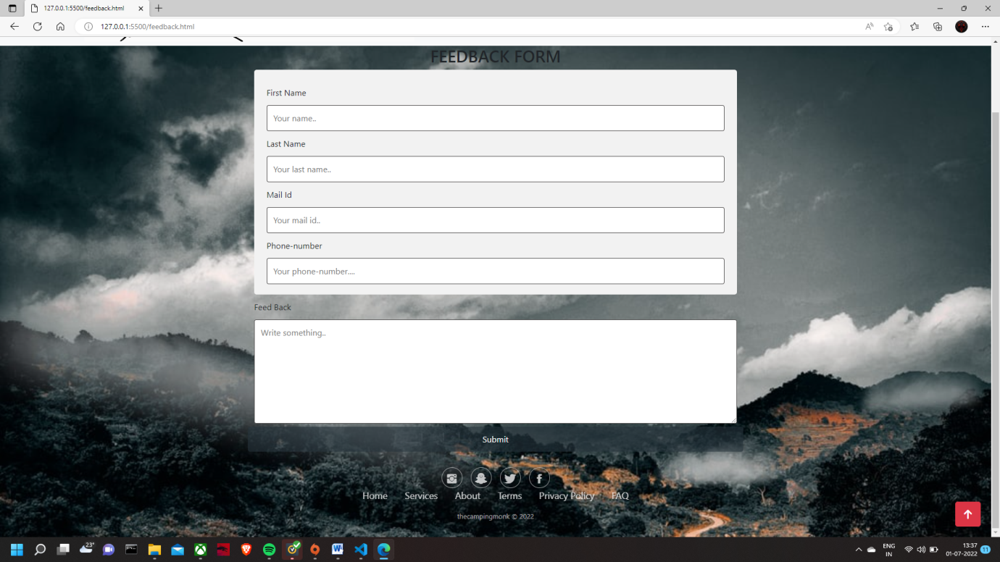 127.0.0.1:5500/feedback.html
127.0.0.1:5500/feedback.html
FEEDBACK FORM
First Name
Your name..
Last Name
Your last name..
Mail Id
Your mail id..
Phone-number
Your phone-number....
Feed Back
Write something..
Submit
Home Services About Terms Privacy Policy FAQ
thecampingmonk © 2022
23°
ENG
IN
13:37
01-07-2022
11